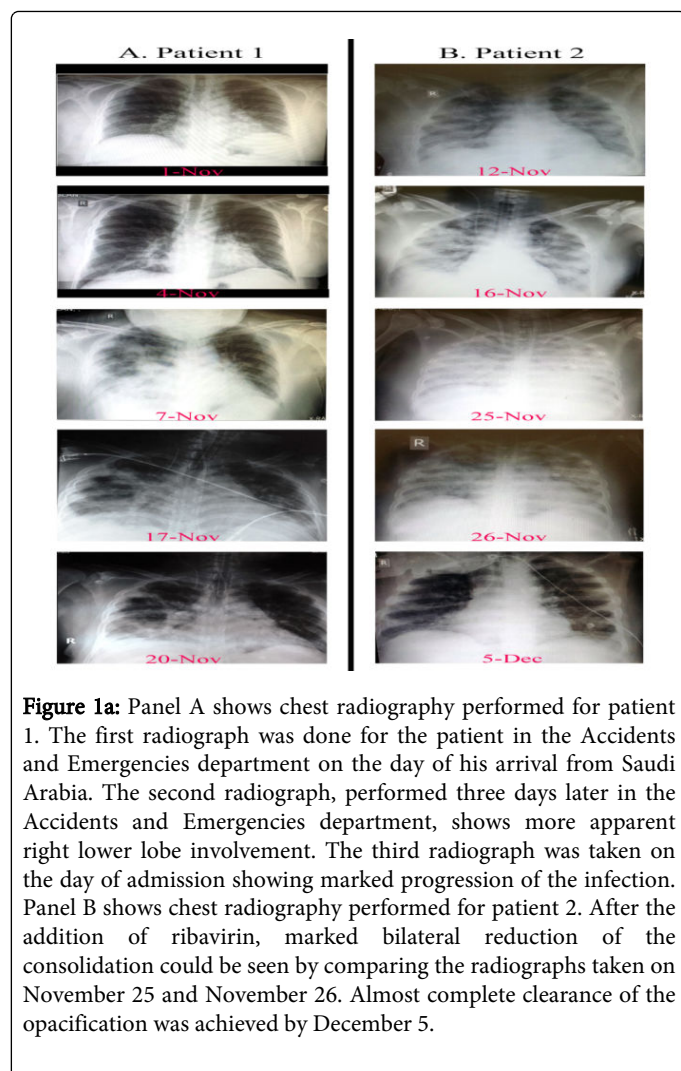 A. Patient 1
B. Patient 2
R
1-Nov
12-Nov
R
4-Nov
16-Nov
R
7-Nov
25-Nov
R
17-Nov
26-Nov
R
R
20-Nov
5-Dec
Figure 1a: Panel A shows chest radiography performed for patient
1. The first radiograph was done for the patient in the Accidents
and Emergencies department on the day of his arrival from Saudi
Arabia. The second radiograph, performed three days later in the
Accidents and Emergencies department, shows more apparent
right lower lobe involvement. The third radiograph was taken on
the day of admission showing marked progression of the infection.
Panel B shows chest radiography performed for patient 2. After the
addition of ribavirin, marked bilateral reduction of the
consolidation could be seen by comparing the radiographs taken on
November 25 and November 26. Almost complete clearance of the
opacification was achieved by December 5.